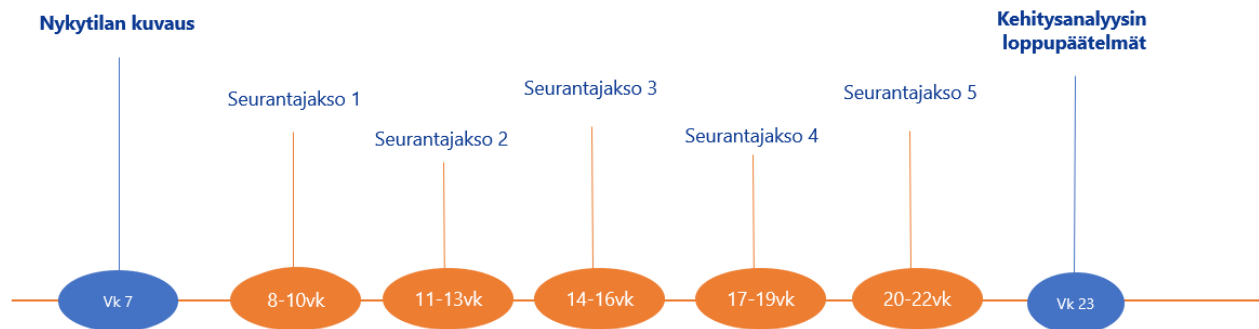 Nykytilan kuvaus
Kehitysanalyysin
loppupäätelmät
Seurantajakso 1
Seurantajakso 2
Seurantajakso 3
Seurantajakso 4
Seurantajakso 5
Vk 7
8-10vk
11-13vk
14-16vk
17-19vk
20-22vk
Vk 23